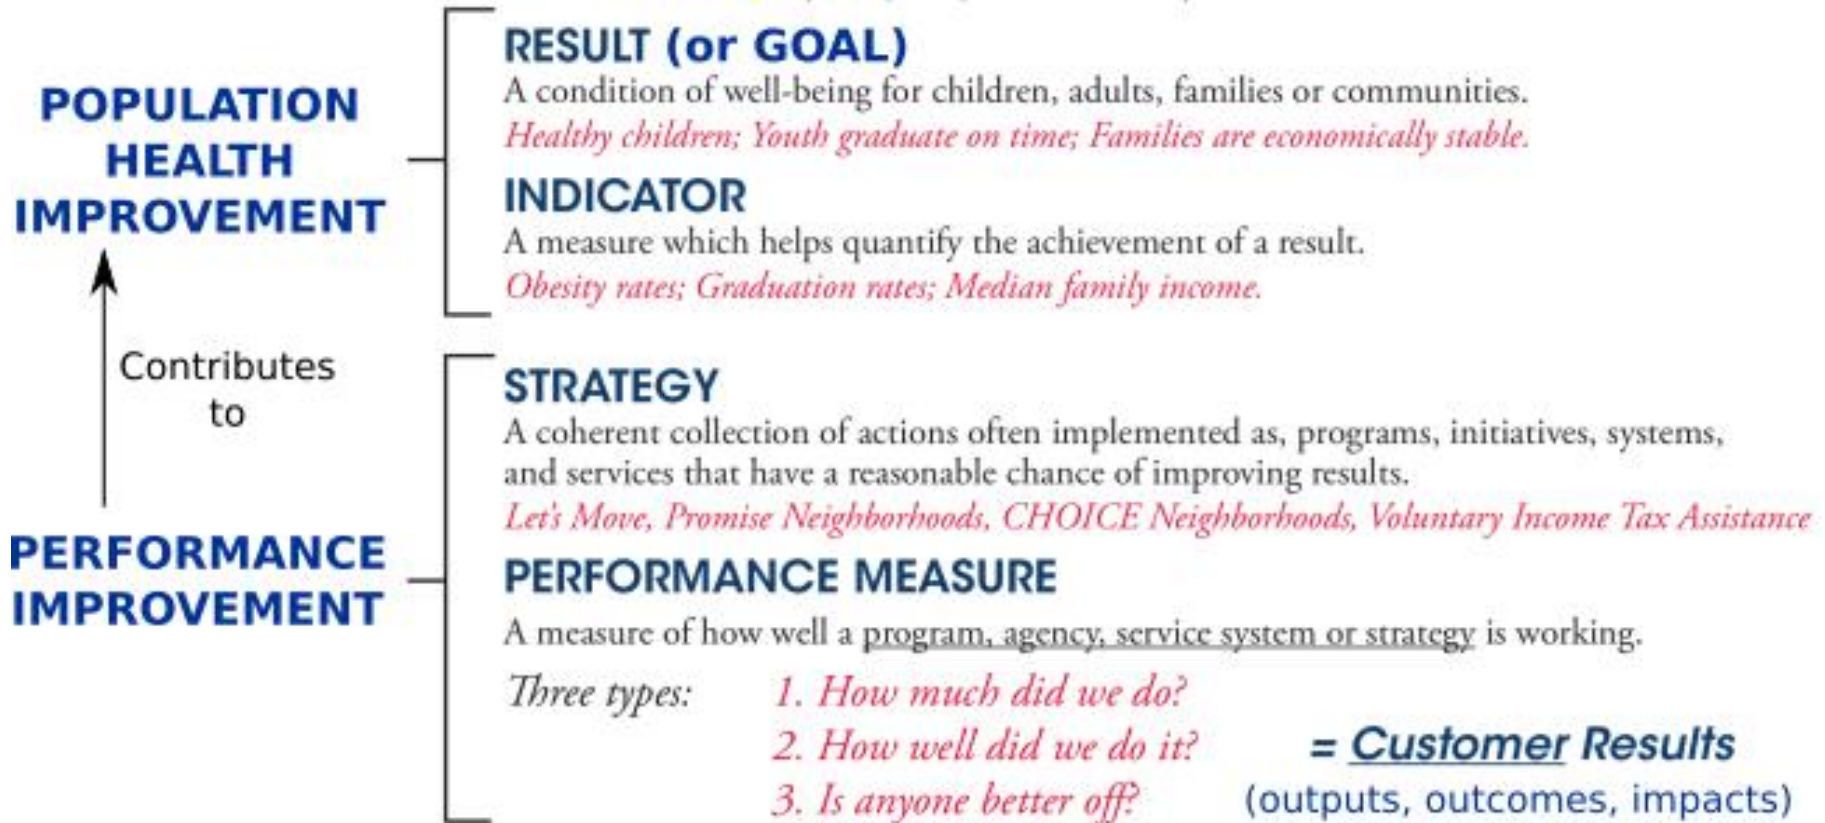 POPULATION
HEALTH
IMPROVEMENT
RESULT (or GOAL)
A condition of well-being for children, adults, families or communities.
Healthy children; Youth graduate on time; Families are economically stable.
INDICATOR
A measure which helps quantify the achievement of a result.
Obesity rates; Graduation rates; Median family income.
Contributes
to
PERFORMANCE
IMPROVEMENT
STRATEGY
A coherent collection of actions often implemented as, programs, initiatives, systems,
and services that have a reasonable chance of improving results.
Let's Move, Promise Neighborhoods, CHOICE Neighborhoods, Voluntary Income Tax Assistance
PERFORMANCE MEASURE
A measure of how well a program, agency, service system or strategy is working.
Three types: 1. How much did we do?
2. How well did we do it?
3. Is anyone better off?
= Customer Results
(outputs, outcomes, impacts)